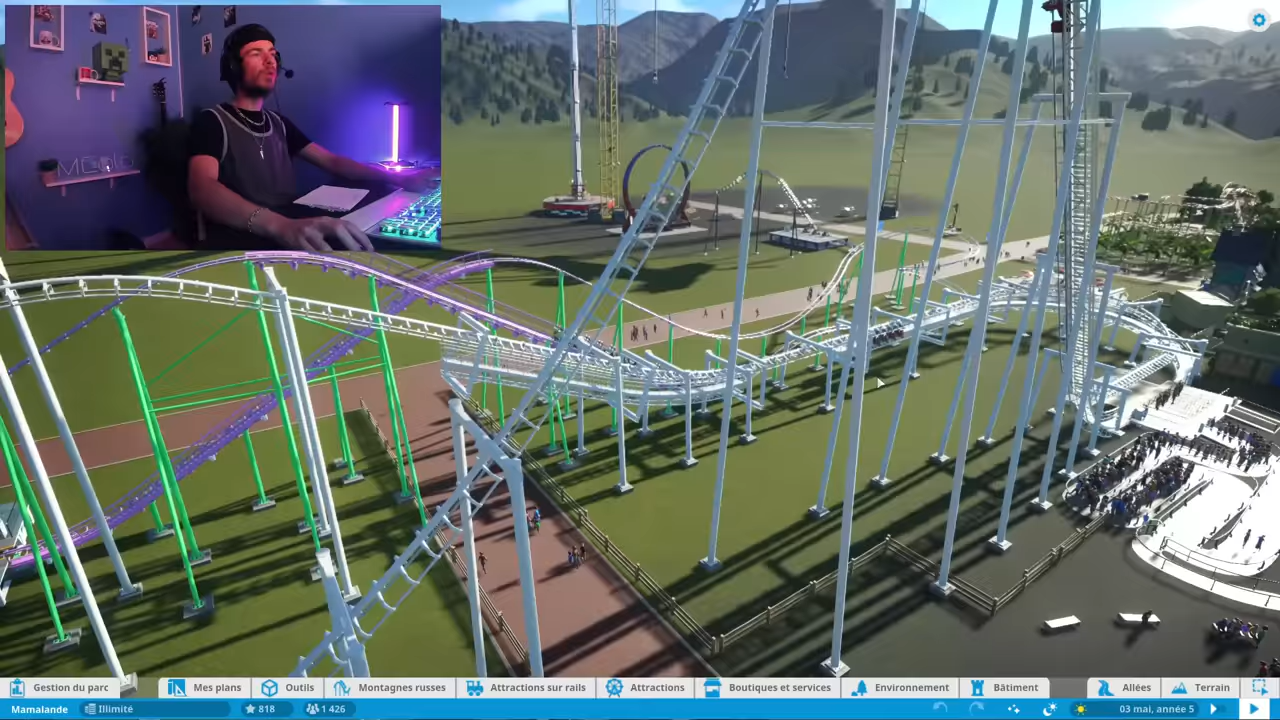 Gestion du parc
Mes plans
Outils
Montagnes russes
Attractions sur rails
Attractions
Boutiques et services
Environnement
Bâtiment
Allées
Terrain
Mamalande
Illimité
818
1 426
03 mai, année 5